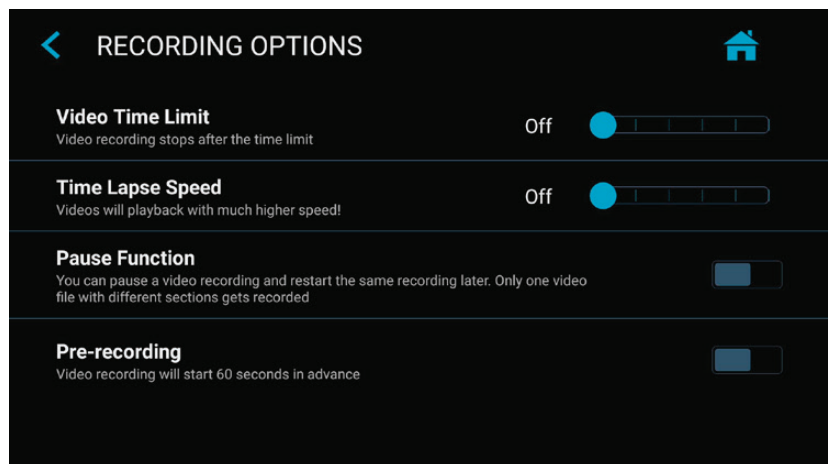 RECORDING OPTIONS
Video Time Limit
Video recording stops after the time limit
Off
Time Lapse Speed
Videos will playback with much higher speed!
Off
Pause Function
You can pause a video recording and restart the same recording later. Only one video
file with different sections gets recorded
Pre-recording
Video recording will start 60 seconds in advance